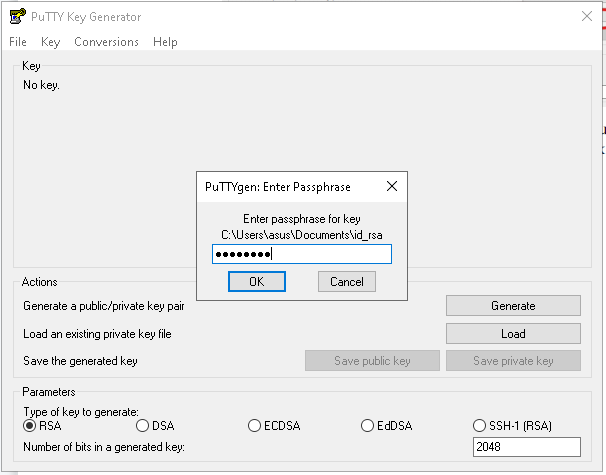 PuTTY Key Generator
File Key Conversions Help
Key
No key.
PuTTYgen: Enter Passphrase
Enter passphrase for key
C:\Users\asus\Documents\id_rsa
●●●●●●●●
OK Cancel
Actions
Generate a public/private key pair Generate
Load an existing private key file Load
Save the generated key Save public key Save private key
Parameters
Type of key to generate:
RSA DSA ECDSA EdDSA SSH-1 (RSA)
Number of bits in a generated key: 2048